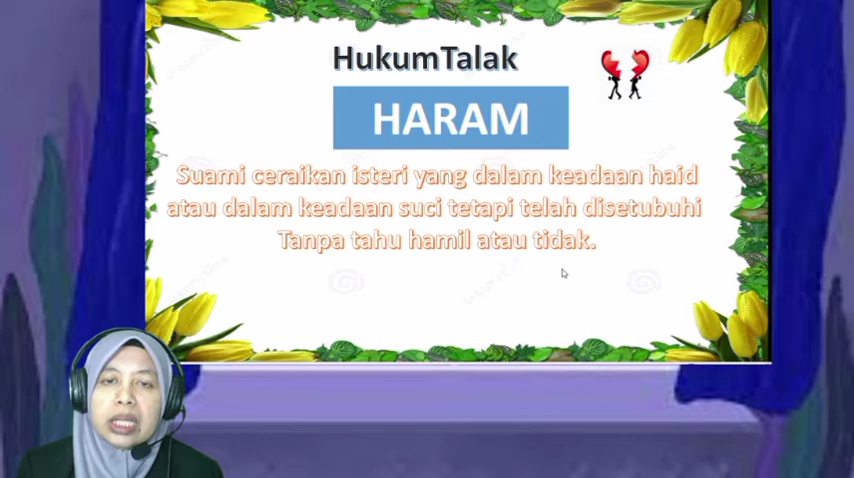 HukumTalak
HARAM
Suami ceraikan isteri yang dalam keadaan haid
atau dalam keadaan suci tetapi telah disetubuhi
Tanpa tahu hamil atau tidak.